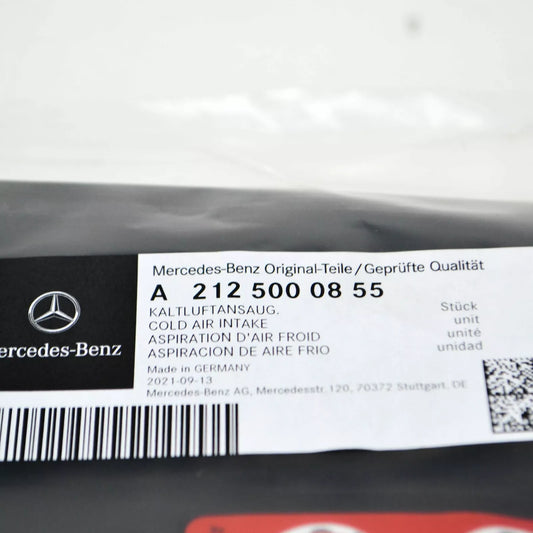 Mercedes-Benz Original-Teile/Geprüfte Qualität
A 212 500 08 55
KALTLUFTANSAUG. Stück
COLD AIR INTAKE unit
ASPIRATION D'AIR FROID unité
ASPIRACION DE AIRE FRIO unidad
Made in GERMANY
2021-09-13
Mercedes-Benz AG, Mercedesstr. 120, 70372 Stuttgart, DE
ercedes-Benz